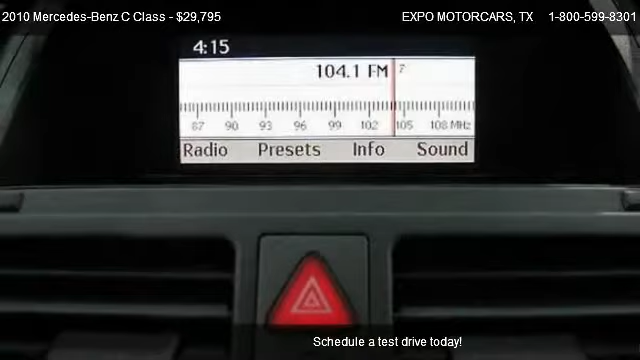 2010 Mercedes-Benz C Class - $29,795 EXPO MOTORCARS, TX 1-800-599-8301
4:15
104.1 FM 7
87 90 93 96 99 102 105 108 MHz
Radio Presets Info Sound
Schedule a test drive today!